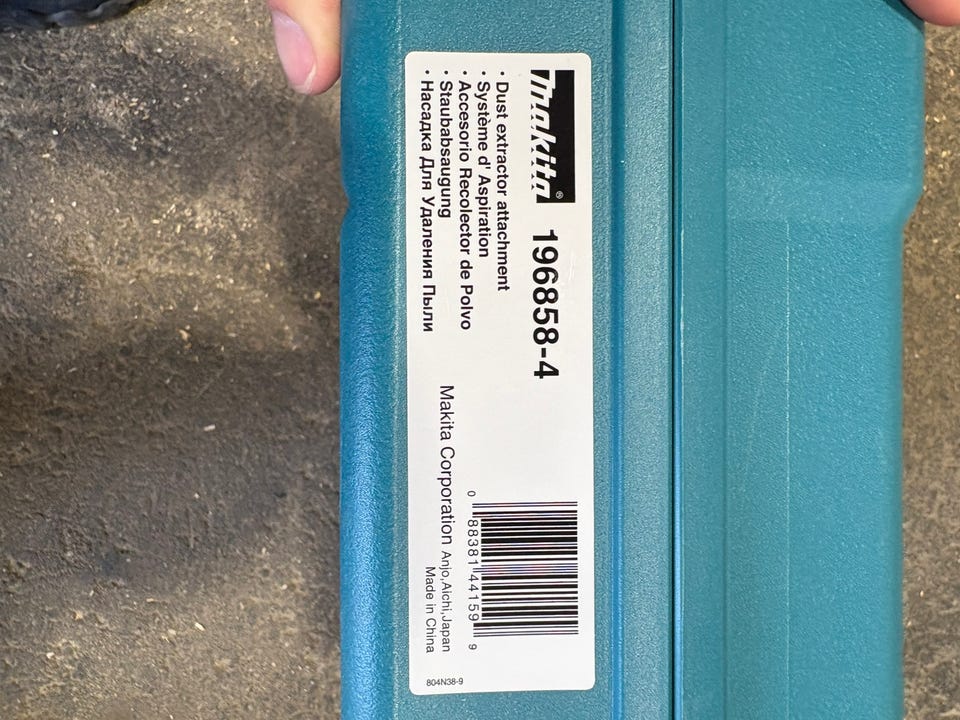 makita®
196858-4
• Dust extractor attachment
• Système d' Aspiration
• Accesorio Recolector de Polvo
• Staubabsaugung
• Насадка Для Удаления Пыли
0 88381 44159 9
Makita Corporation Anjo,Aichi,Japan
Made in China
804N38-9